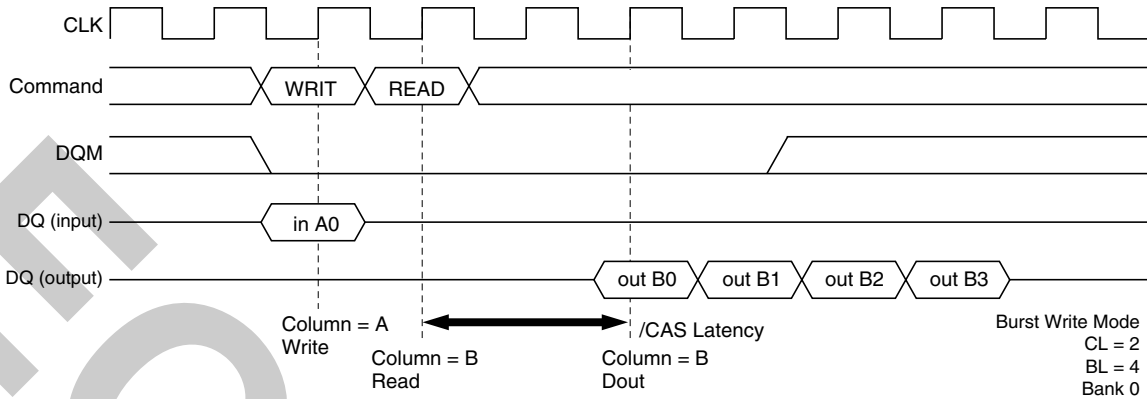 CLK
Command
WRIT
READ
DQM
DQ (input)
in A0
DQ (output)
out B0
out B1
out B2
out B3
Column = A
Write
Column = B
Read
/CAS Latency
Column = B
Dout
Burst Write Mode
CL = 2
BL = 4
Bank 0